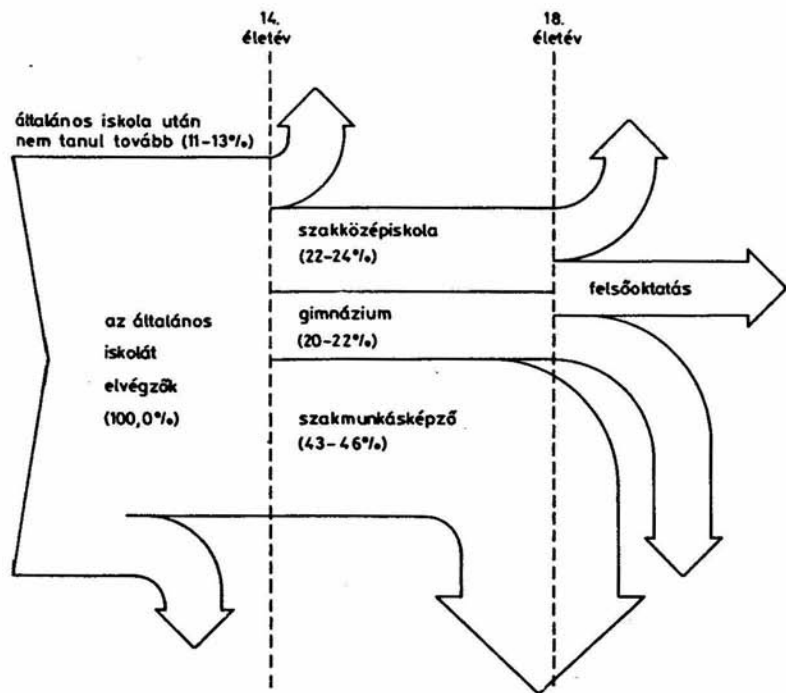 14.
életév
18.
életév
általános iskola után
nem tanul tovább (11-13%)
szakközépiskola
(22-24%)
felsőoktatás
gimnázium
(20-22%)
az általános
iskolát
elvégzők
(100,0%)
szakmunkásképző
(43-46%)